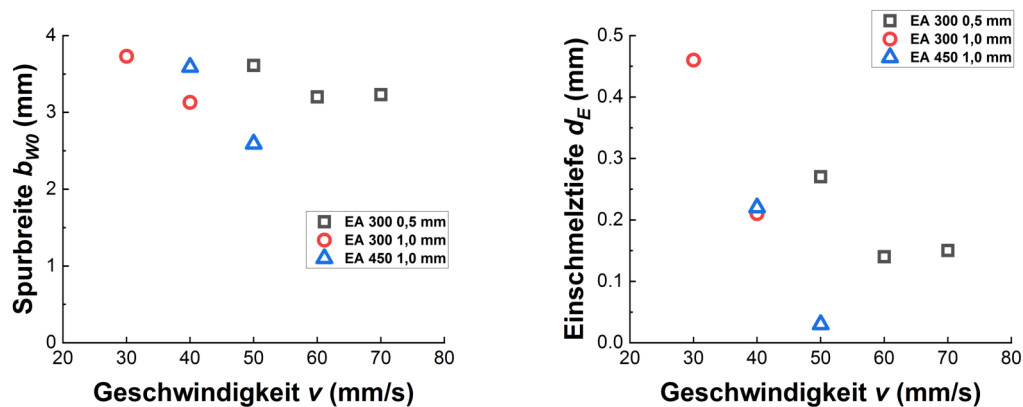 4
3
2
1
0
20 30 40 50 60 70 80
Spurbreite b_W0 (mm)
Geschwindigkeit v (mm/s)
EA 300 0,5 mm
EA 300 1,0 mm
EA 450 1,0 mm
EA 300 0,5 mm
EA 300 1,0 mm
EA 450 1,0 mm
0.5
0.4
0.3
0.2
0.1
0.0
20 30 40 50 60 70 80
Einschmelztiefe d_E (mm)
Geschwindigkeit v (mm/s)